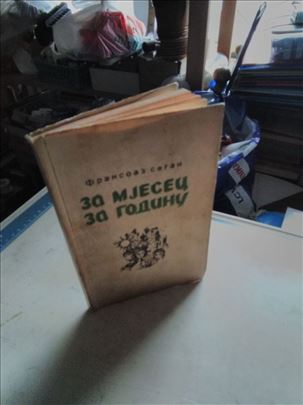 Франсоаз саган
за мјесец
за годину